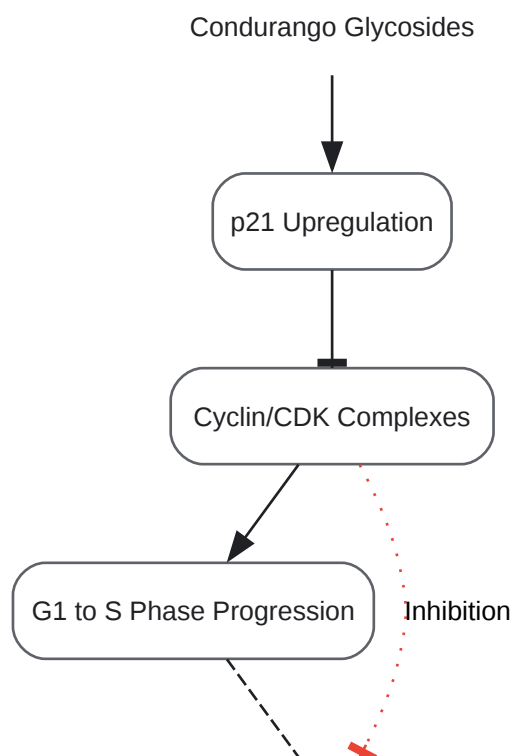 Condurango Glycosides
p21 Upregulation
Cyclin/CDK Complexes
G1 to S Phase Progression
Inhibition